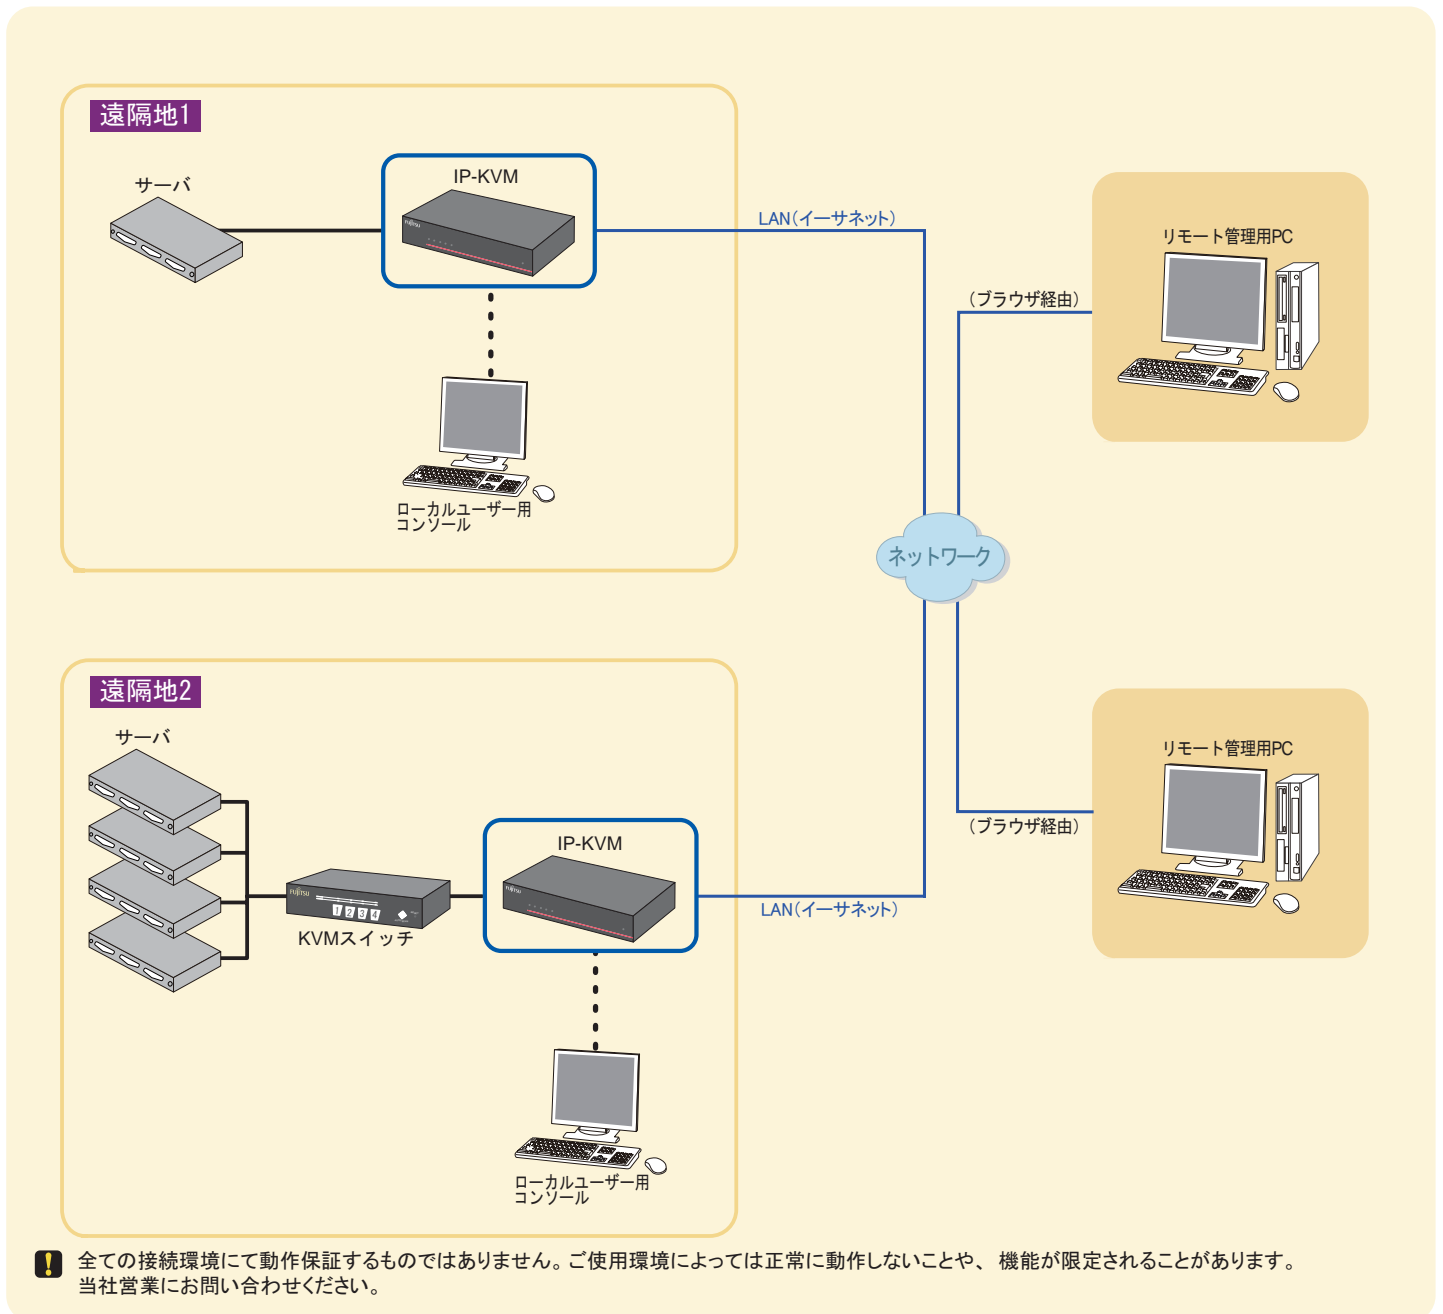 遠隔地1
サーバ
IP-KVM
FUJITSU
LAN(イーサネット)
ローカルユーザー用
コンソール
リモート管理用PC
(ブラウザ経由)
ネットワーク
遠隔地2
サーバ
FUJITSU
1 2 3 4
KVMスイッチ
IP-KVM
FUJITSU
LAN(イーサネット)
ローカルユーザー用
コンソール
リモート管理用PC
(ブラウザ経由)
全ての接続環境にて動作保証するものではありません。ご使用環境によっては正常に動作しないことや、 機能が限定されることがあります。
当社営業にお問い合わせください。